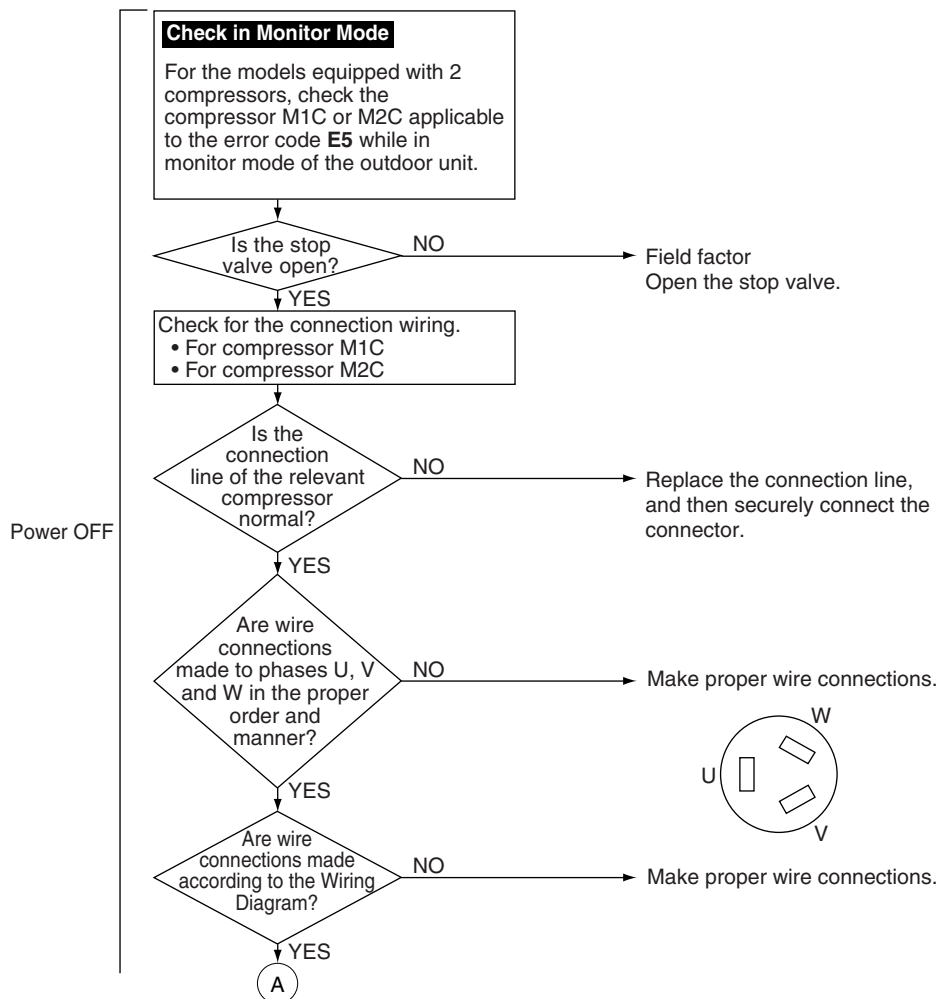 Check in Monitor Mode
For the models equipped with 2
compressors, check the
compressor M1C or M2C applicable
to the error code E5 while in
monitor mode of the outdoor unit.
Is the stop
valve open?
NO
Field factor
Open the stop valve.
YES
Check for the connection wiring.
• For compressor M1C
• For compressor M2C
Is the
connection
line of the relevant
compressor
normal?
NO
Replace the connection line,
and then securely connect the
connector.
Power OFF
YES
Are wire
connections
made to phases U, V
and W in the proper
order and
manner?
NO
Make proper wire connections.
W
U
V
YES
Are wire
connections made
according to the Wiring
Diagram?
NO
Make proper wire connections.
YES
A